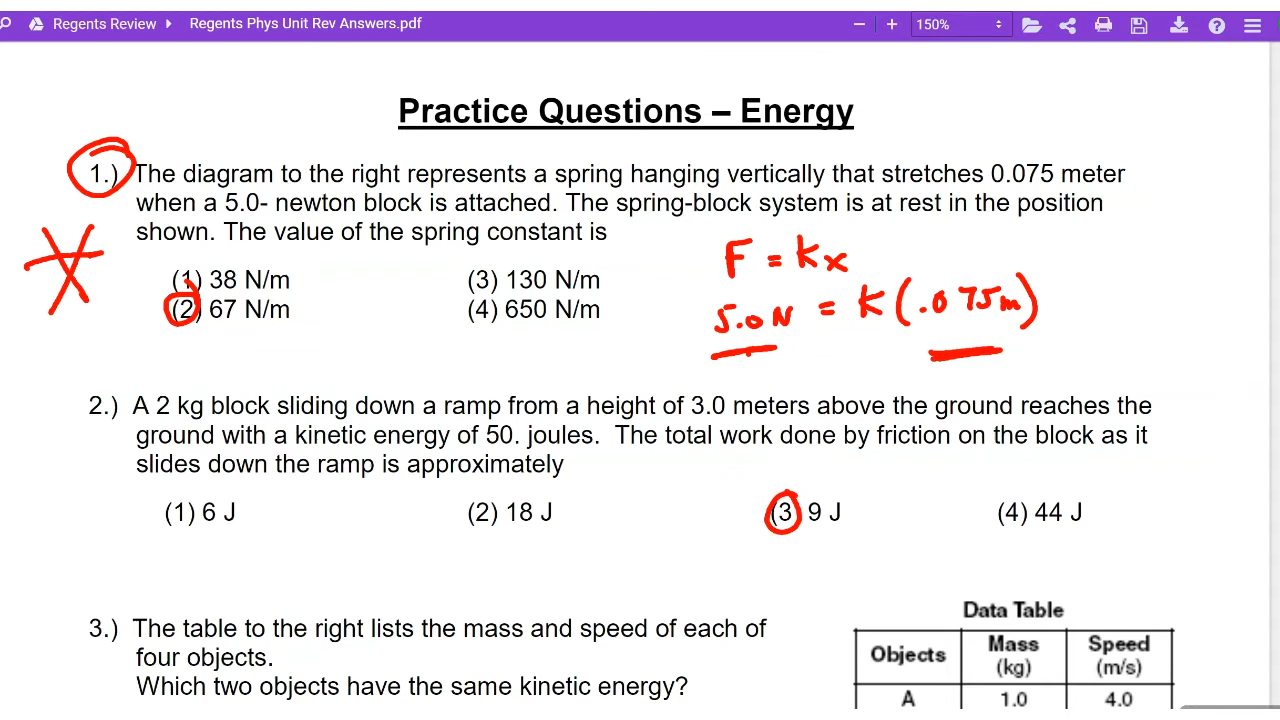 Regents Review Regents Phys Unit Rev Answers.pdf 150%
Practice Questions – Energy
1.) The diagram to the right represents a spring hanging vertically that stretches 0.075 meter
when a 5.0- newton block is attached. The spring-block system is at rest in the position
shown. The value of the spring constant is
(1) 38 N/m (3) 130 N/m
(2) 67 N/m (4) 650 N/m
F = Kx
5.0 N = K (.075m)
2.) A 2 kg block sliding down a ramp from a height of 3.0 meters above the ground reaches the
ground with a kinetic energy of 50. joules. The total work done by friction on the block as it
slides down the ramp is approximately
(1) 6 J (2) 18 J (3) 9 J (4) 44 J
3.) The table to the right lists the mass and speed of each of
four objects.
Which two objects have the same kinetic energy?
Data Table
Objects Mass (kg) Speed (m/s)
A 1.0 4.0